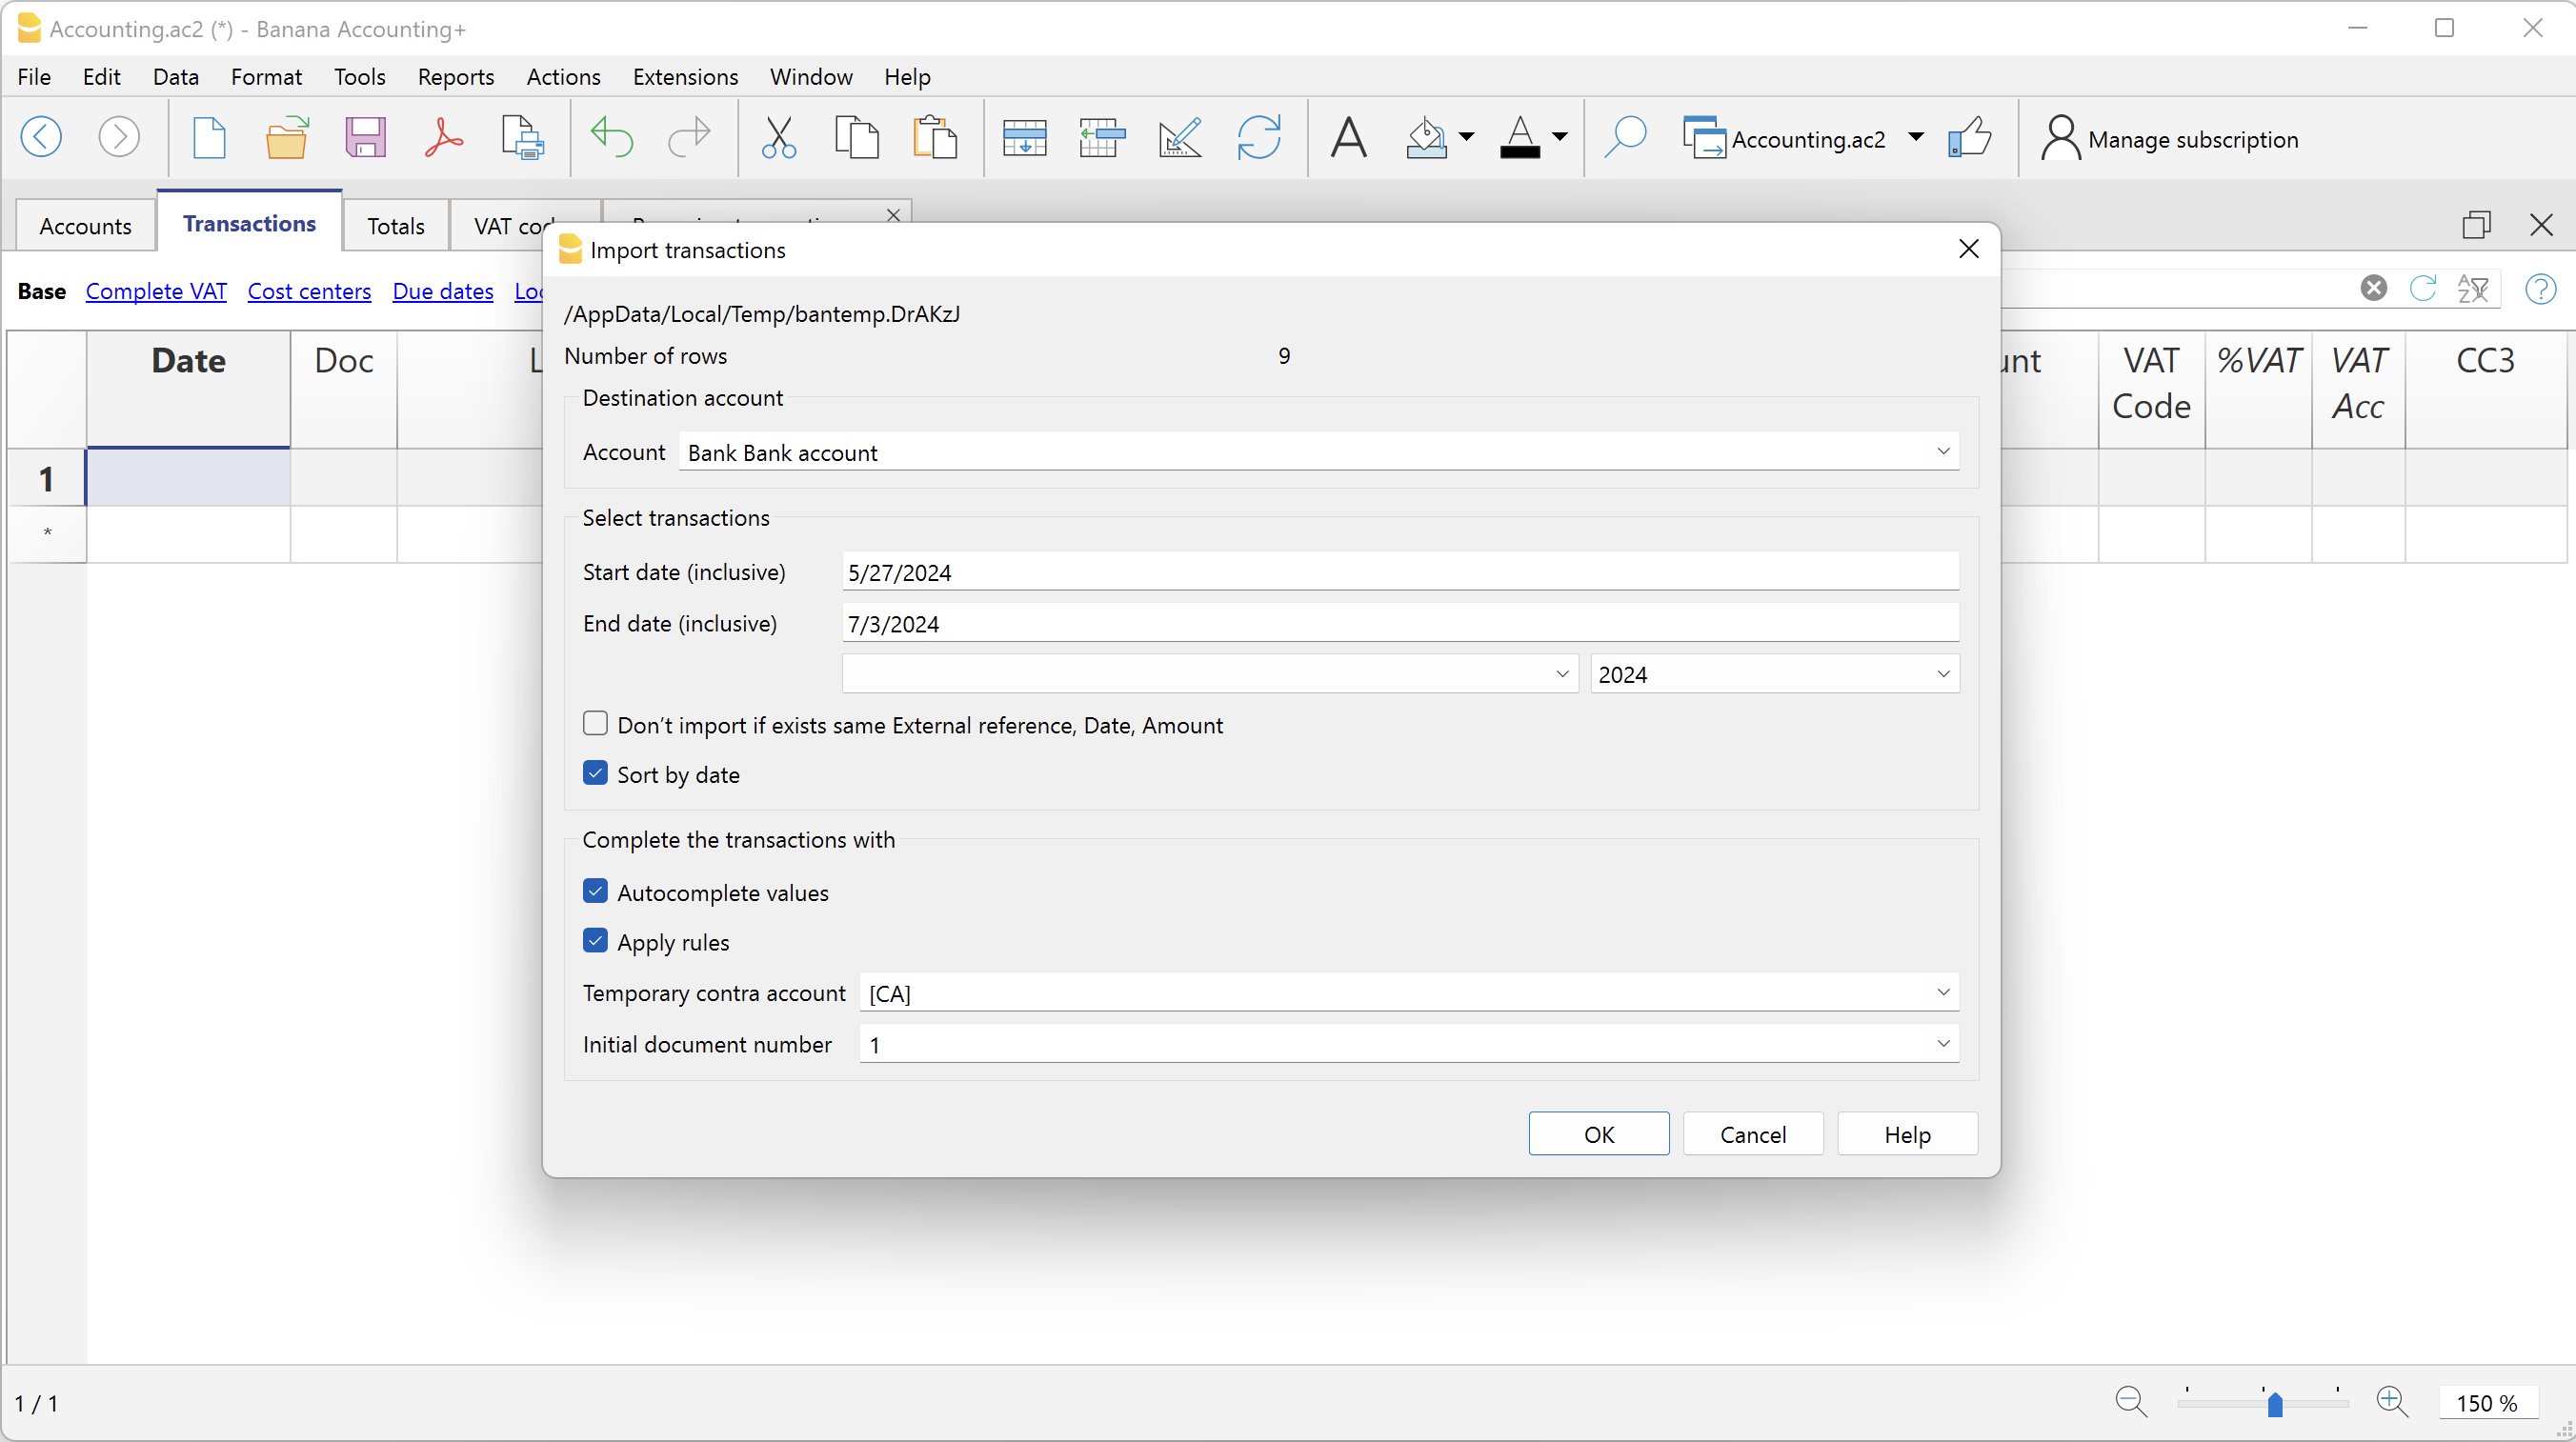 Accounting.ac2 (*) - Banana Accounting+
File Edit Data Format Tools Reports Actions Extensions Window Help
Accounting.ac2 Manage subscription
Accounts Transactions Totals VAT
Import transactions
Base Complete VAT Cost centers Due dates
/AppData/Local/Temp/bantemp.DrAKzJ
Number of rows 9
Date Doc VAT Code %VAT VAT Acc CC3
Destination account
Account Bank Bank account
1
*
Select transactions
Start date (inclusive) 5/27/2024
End date (inclusive) 7/3/2024
2024
Don't import if exists same External reference, Date, Amount
Sort by date
Complete the transactions with
Autocomplete values
Apply rules
Temporary contra account [CA]
Initial document number 1
OK Cancel Help
1 / 1 150 %